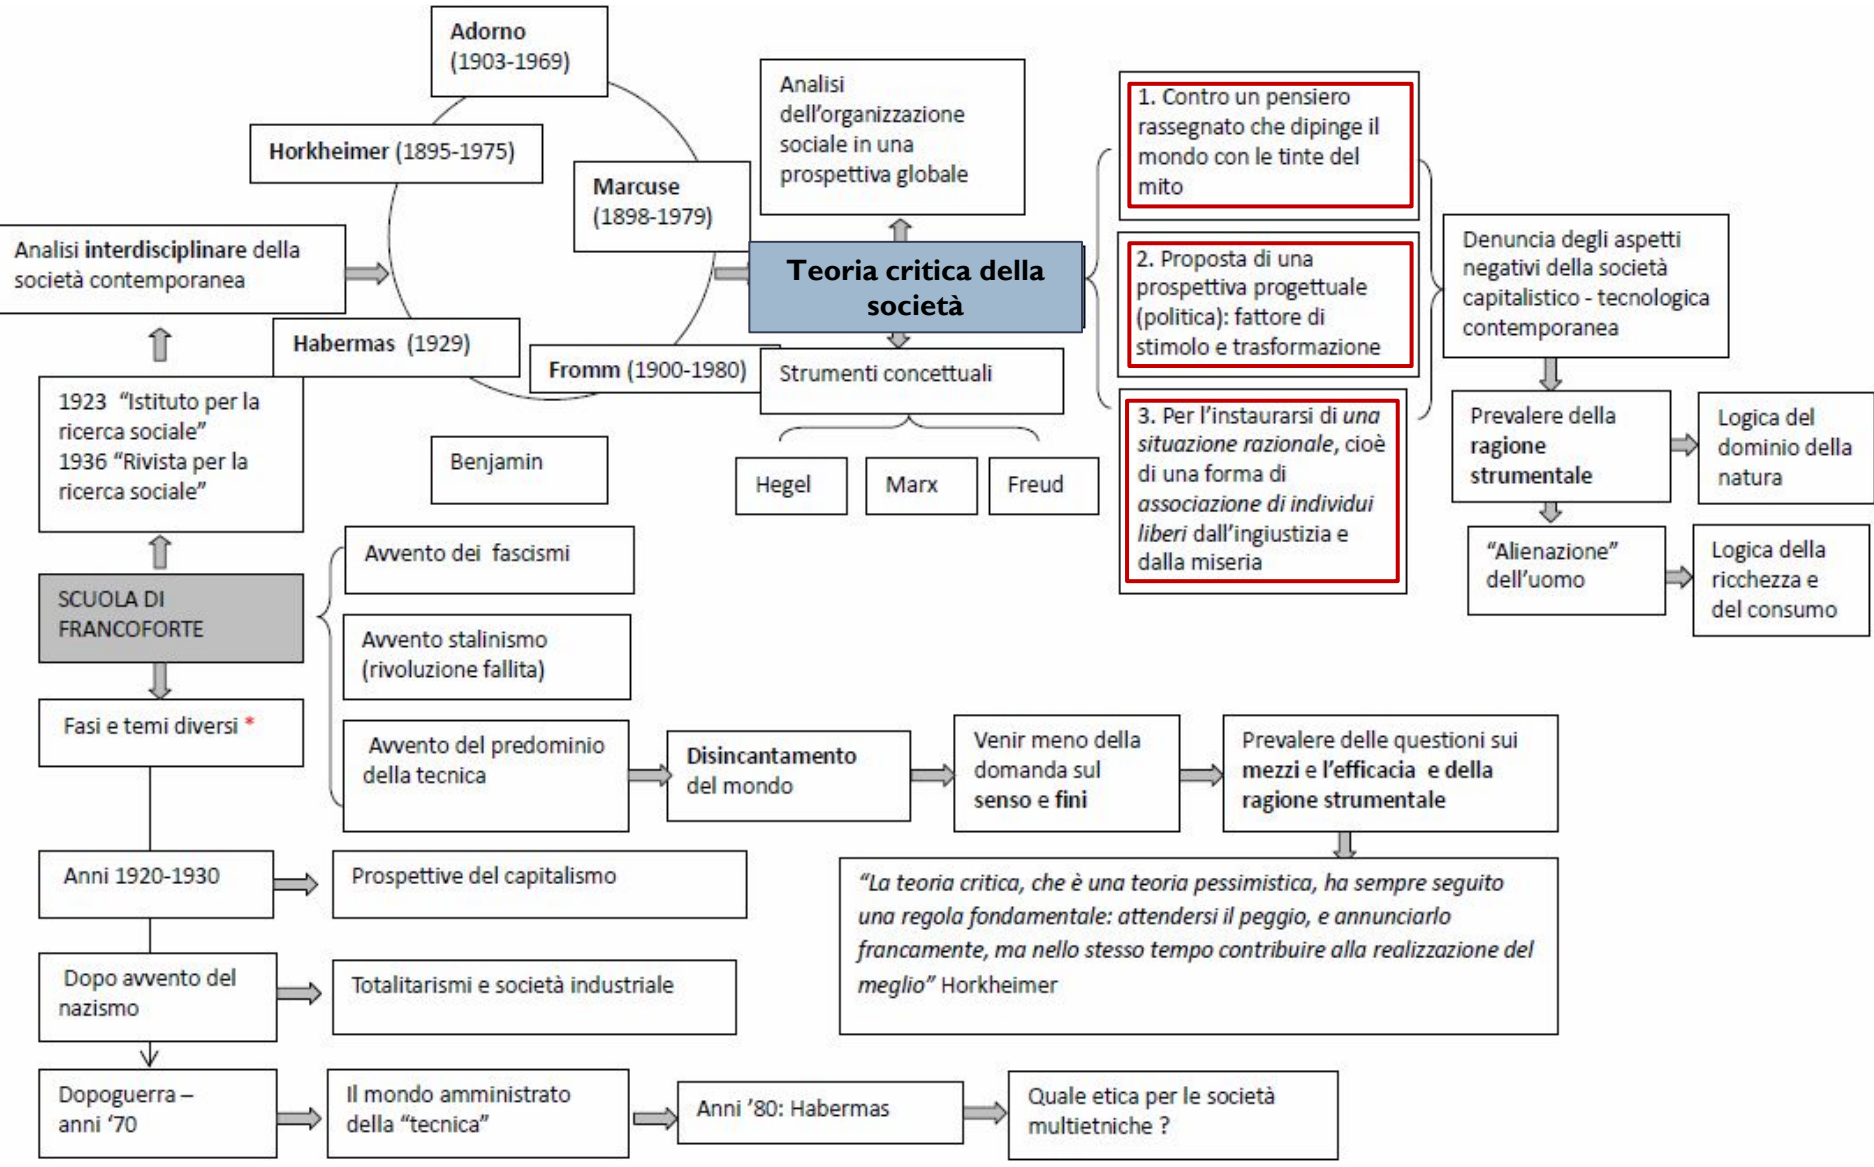 Adorno
(1903-1969)
Horkheimer (1895-1975)
Marcuse
(1898-1979)
Analisi interdisciplinare della
società contemporanea
Habermas (1929)
Fromm (1900-1980)
Benjamin
1923 “Istituto per la
ricerca sociale”
1936 “Rivista per la
ricerca sociale”
SCUOLA DI
FRANCOFORTE
Fasi e temi diversi *
Analisi
dell’organizzazione
sociale in una
prospettiva globale
Teoria critica della
società
Strumenti concettuali
Hegel
Marx
Freud
1. Contro un pensiero
rassegnato che dipinge il
mondo con le tinte del
mito
2. Proposta di una
prospettiva progettuale
(politica): fattore di
stimolo e trasformazione
3. Per l’instaurarsi di una
situazione razionale, cioè
di una forma di
associazione di individui
liberi dall’ingiustizia e
dalla miseria
Denuncia degli aspetti
negativi della società
capitalistico - tecnologica
contemporanea
Prevalere della
ragione
strumentale
Logica del
dominio della
natura
“Alienazione”
dell’uomo
Logica della
ricchezza e
del consumo
Avvento dei fascismi
Avvento stalinismo
(rivoluzione fallita)
Avvento del predominio
della tecnica
Disincantamento
del mondo
Venir meno della
domanda sul
senso e fini
Prevalere delle questioni sui
mezzi e l’efficacia e della
ragione strumentale
“La teoria critica, che è una teoria pessimistica, ha sempre seguito
una regola fondamentale: attendersi il peggio, e annunciarlo
francamente, ma nello stesso tempo contribuire alla realizzazione del
meglio” Horkheimer
Anni 1920-1930
Prospettive del capitalismo
Dopo avvento del
nazismo
Totalitarismi e società industriale
Dopoguerra –
anni ‘70
Il mondo amministrato
della “tecnica”
Anni ’80: Habermas
Quale etica per le società
multietniche ?